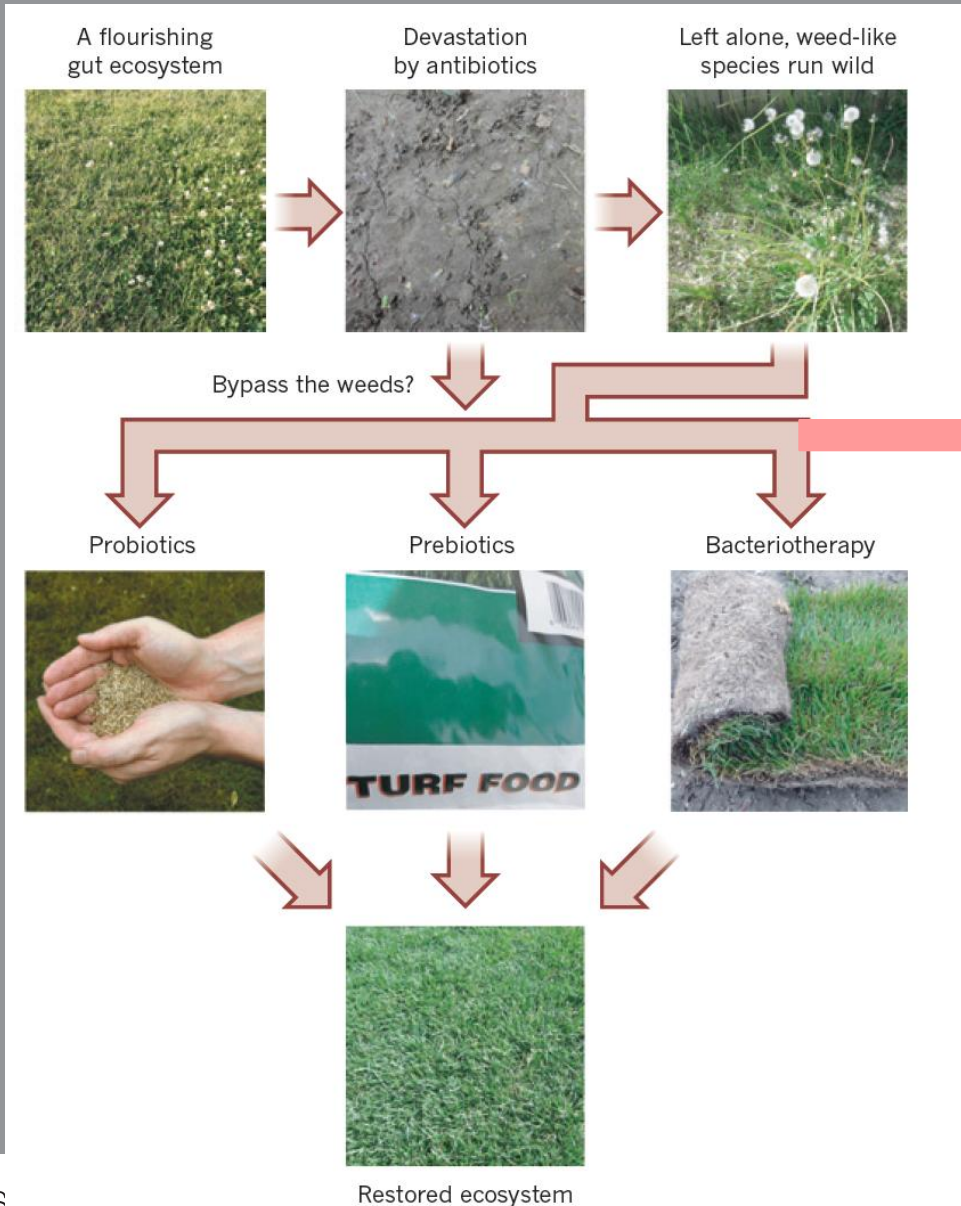 A flourishing
gut ecosystem
Devastation
by antibiotics
Left alone, weed-like
species run wild
Bypass the weeds?
Probiotics
Prebiotics
Bacteriotherapy
TURF FOOD
Restored ecosystem